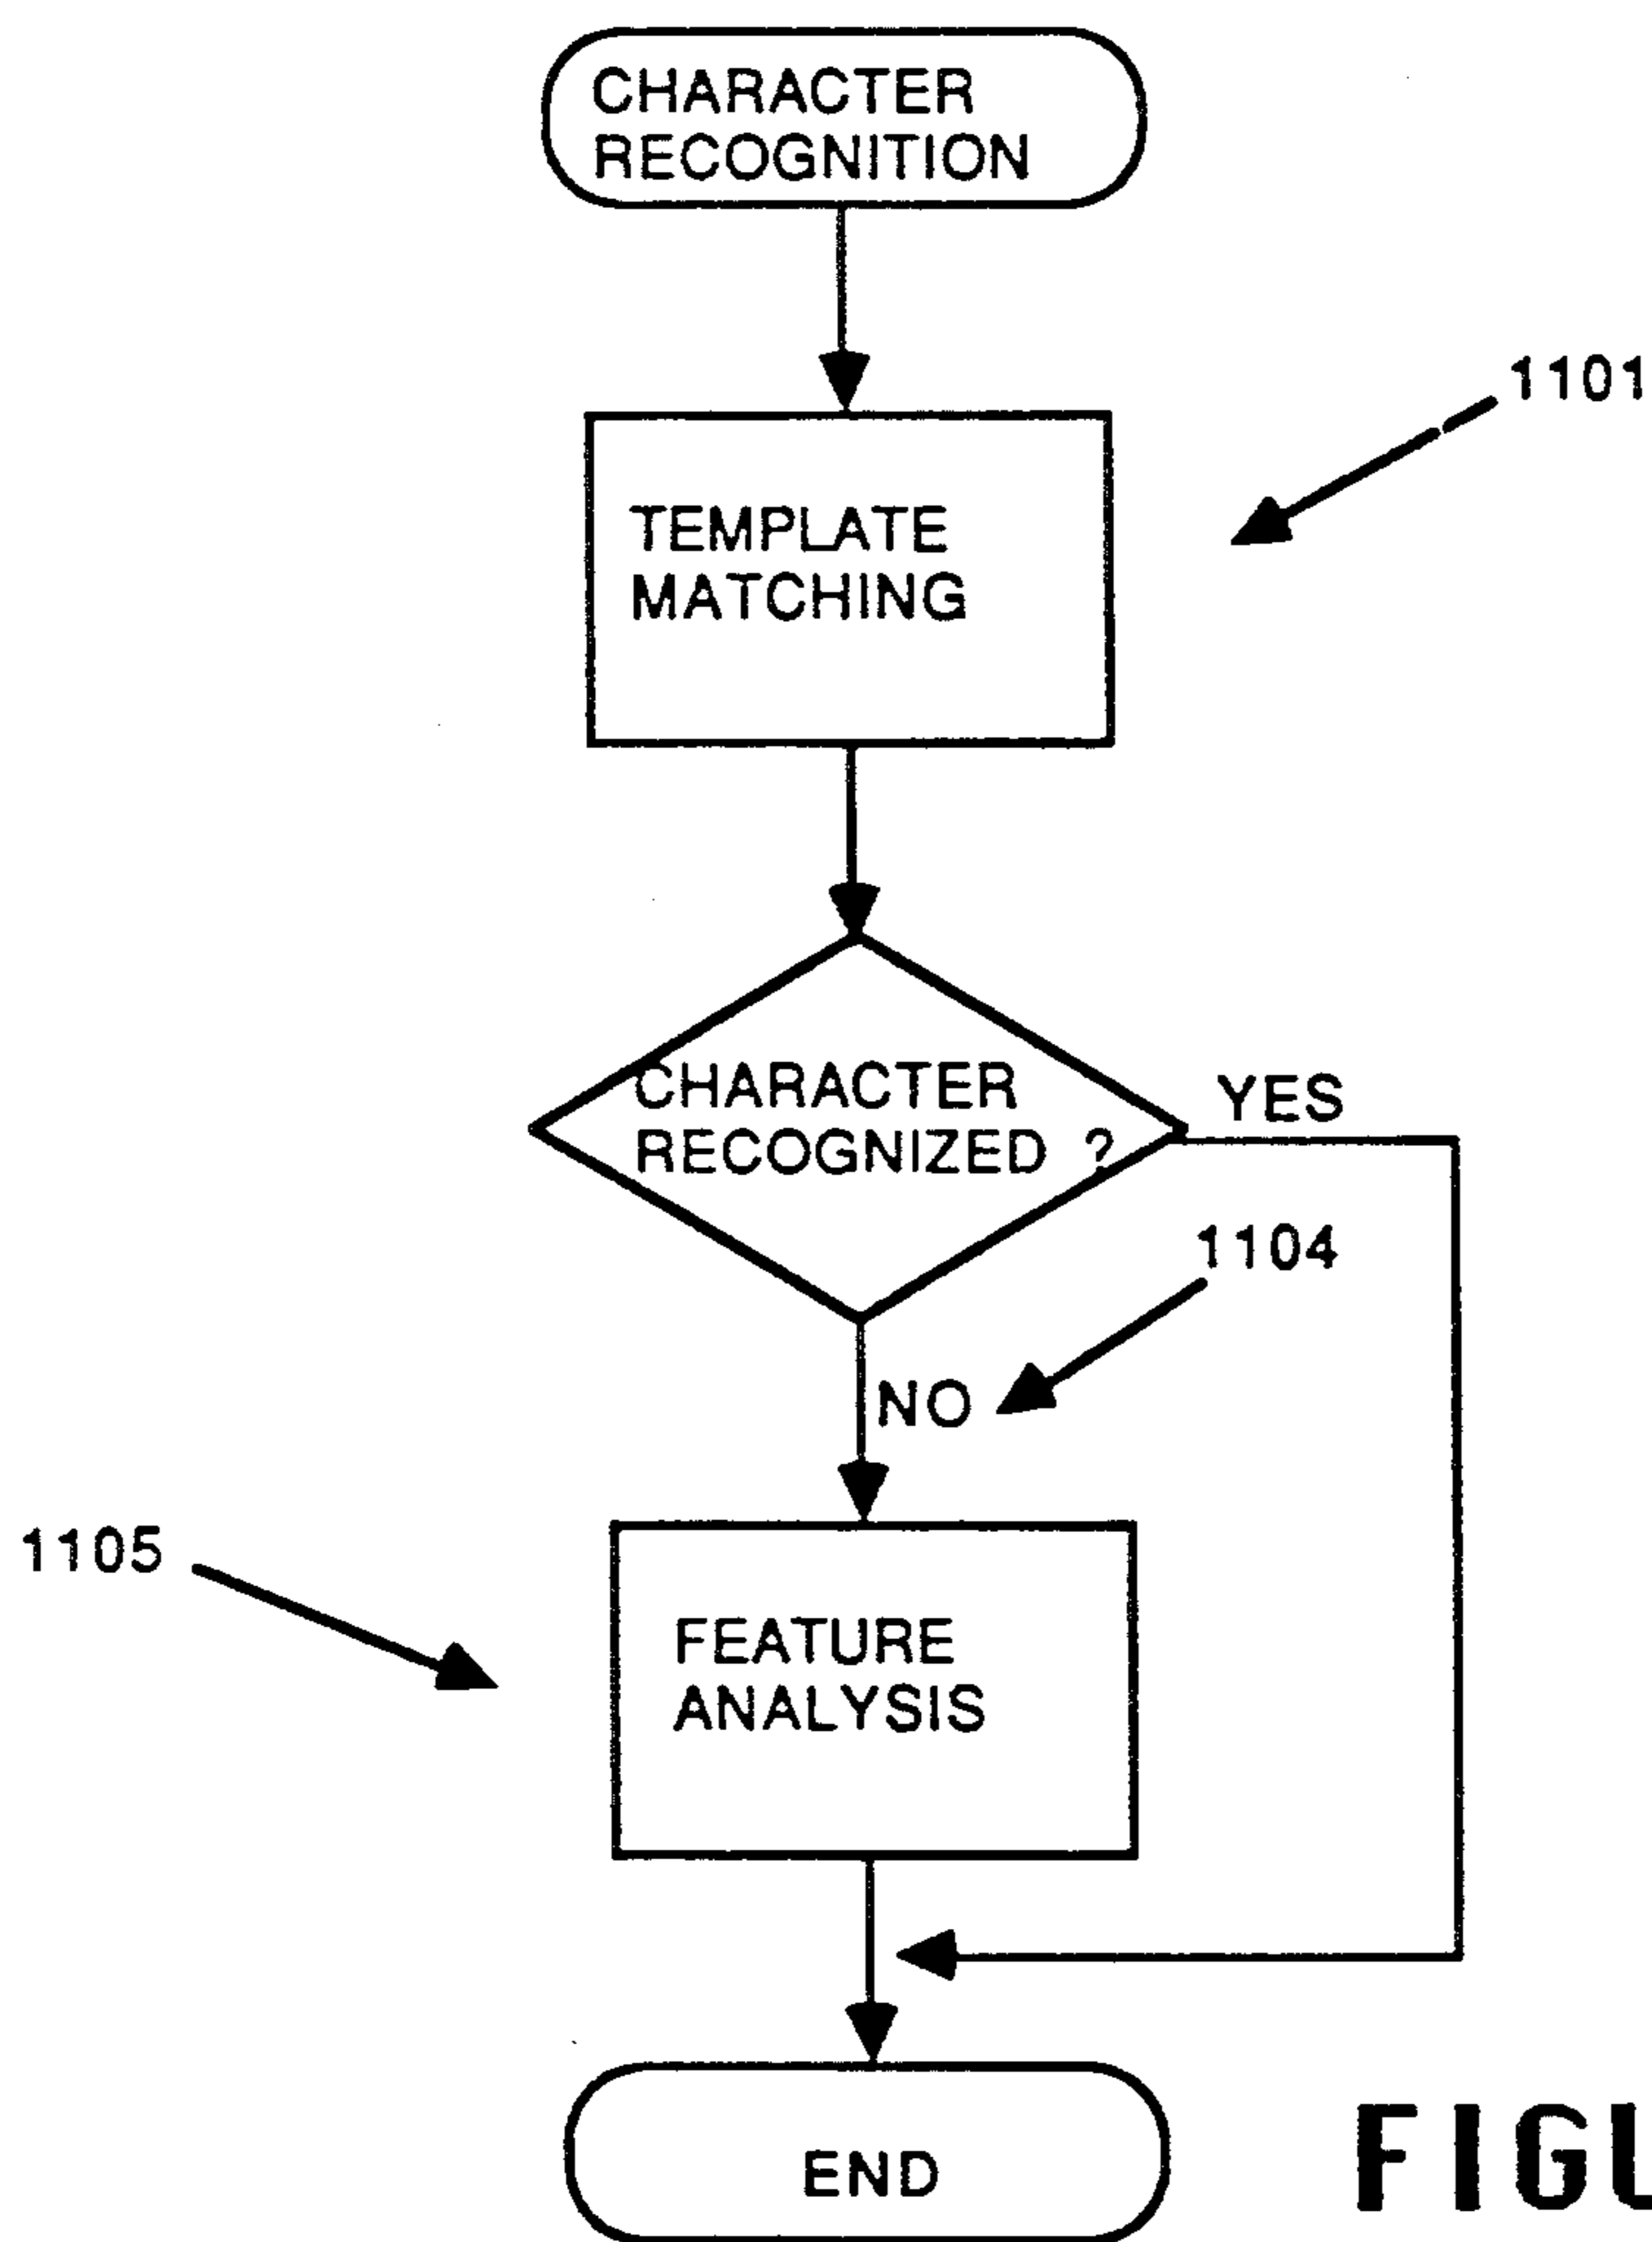 CHARACTER
RECOGNITION
1101
TEMPLATE
MATCHING
CHARACTER
RECOGNIZED ?
YES
1104
NO
1105
FEATURE
ANALYSIS
END